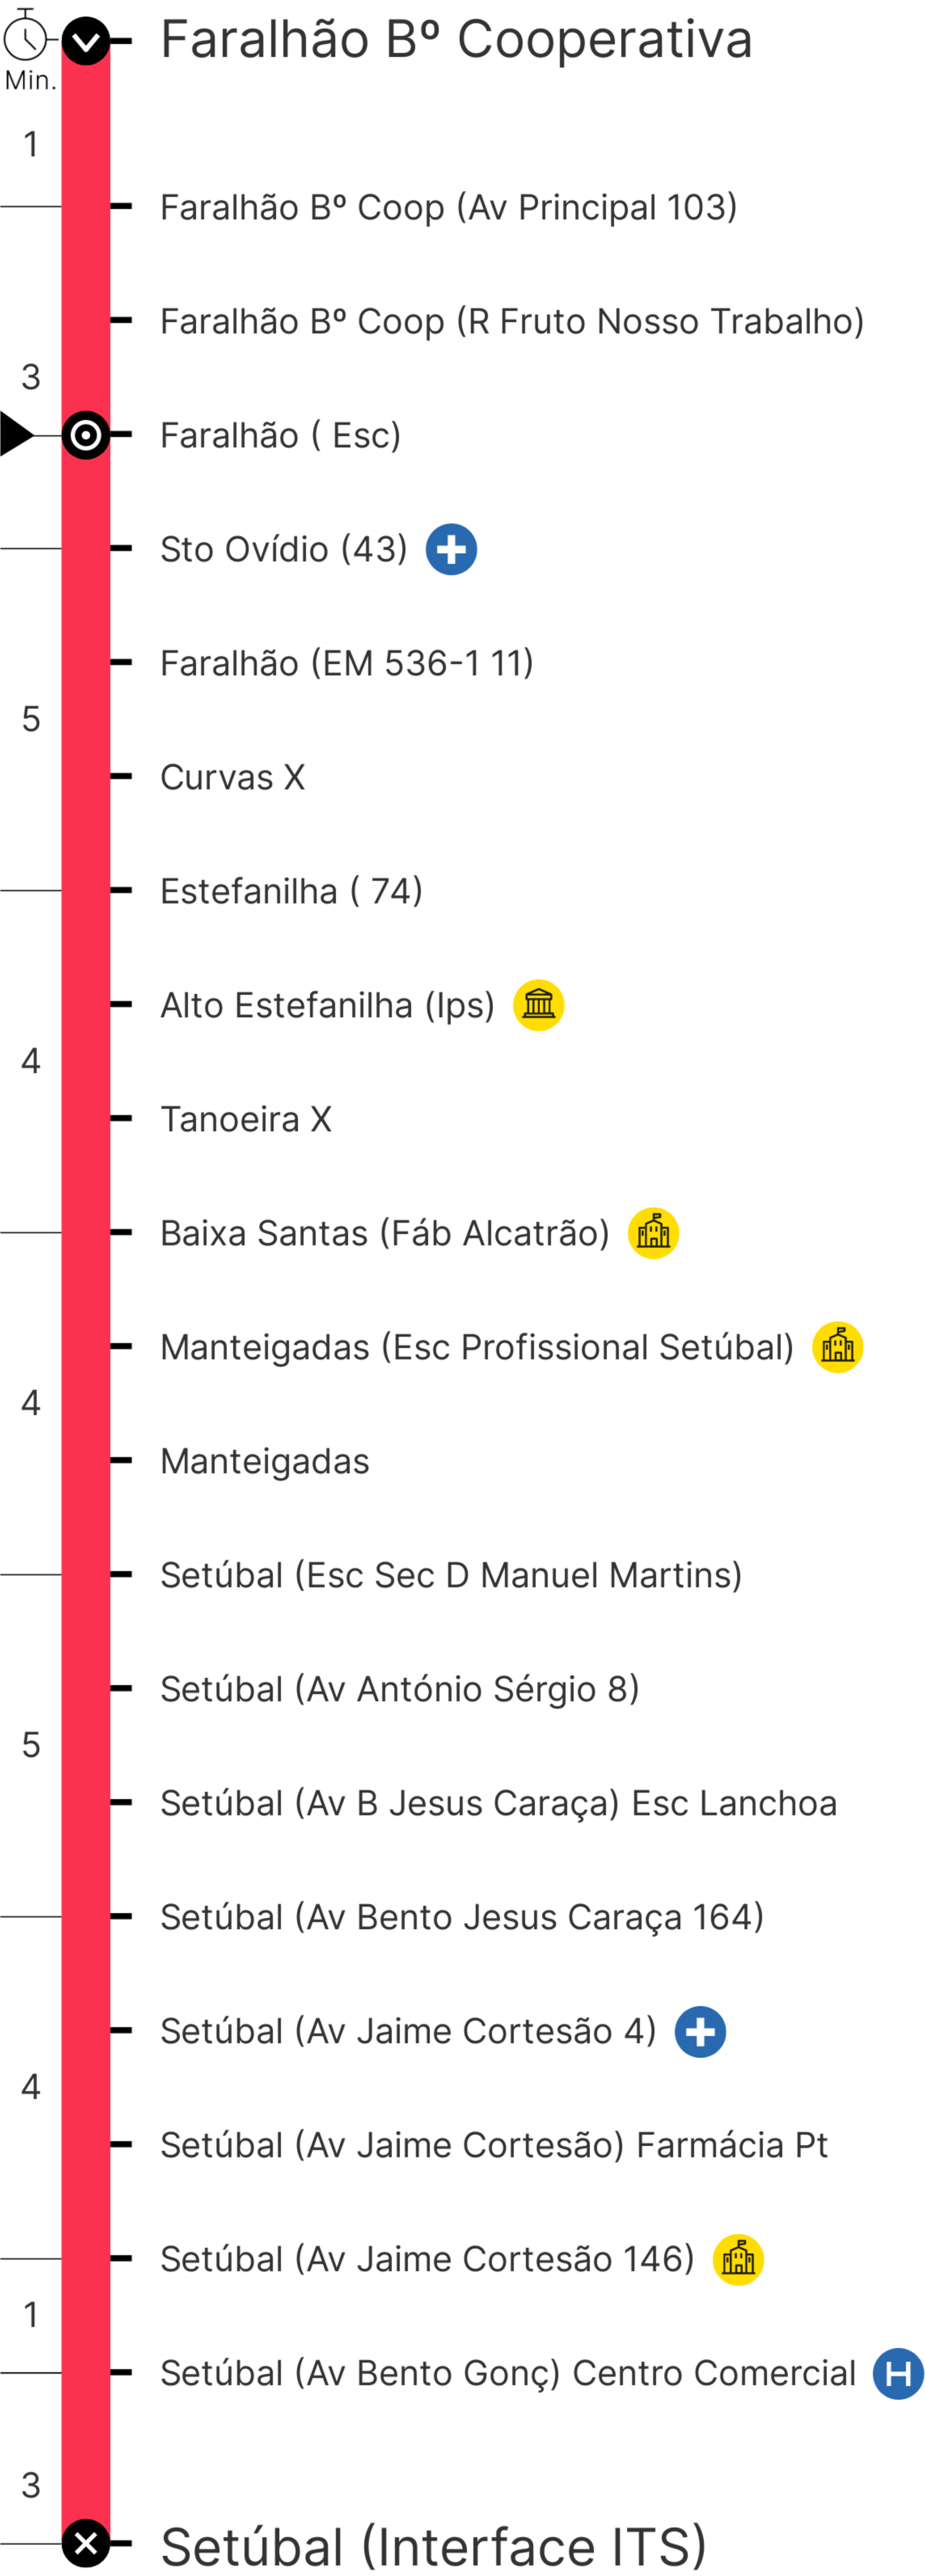 Faralhão Bº Cooperativa
Min.
1
Faralhão Bº Coop (Av Principal 103)
Faralhão Bº Coop (R Fruto Nosso Trabalho)
3
Faralhão ( Esc)
Sto Ovídio (43)
Faralhão (EM 536-1 11)
5
Curvas X
Estefanilha ( 74)
Alto Estefanilha (Ips)
4
Tanoeira X
Baixa Santas (Fáb Alcatrão)
Manteigadas (Esc Profissional Setúbal)
4
Manteigadas
Setúbal (Esc Sec D Manuel Martins)
Setúbal (Av António Sérgio 8)
5
Setúbal (Av B Jesus Caraça) Esc Lanchoa
Setúbal (Av Bento Jesus Caraça 164)
Setúbal (Av Jaime Cortesão 4)
4
Setúbal (Av Jaime Cortesão) Farmácia Pt
Setúbal (Av Jaime Cortesão 146)
1
Setúbal (Av Bento Gonç) Centro Comercial H
3
Setúbal (Interface ITS)